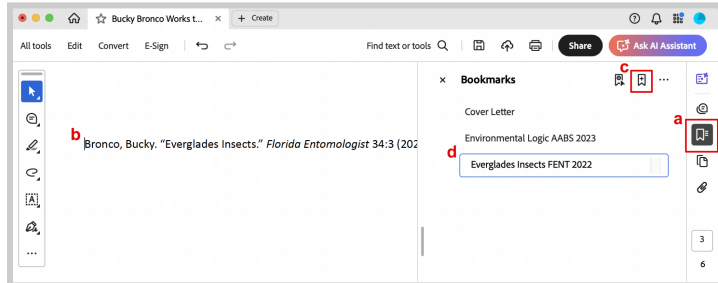 Bucky Bronco Works t... × + Create
All tools Edit Convert E-Sign Find text or tools Share Ask AI Assistant
× Bookmarks c ...
a
Cover Letter
b
Bronco, Bucky. “Everglades Insects.” Florida Entomologist 34:3 (202
Environmental Logic AABS 2023
d
Everglades Insects FENT 2022
3
6